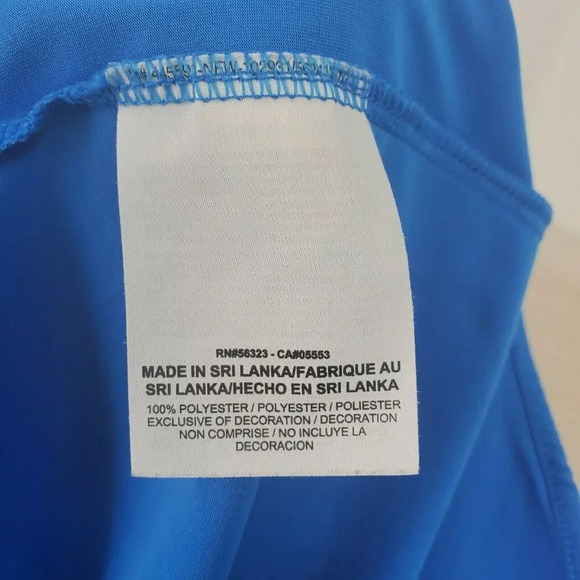 RN#56323 - CA#05553
MADE IN SRI LANKA/FABRIQUE AU
SRI LANKA/HECHO EN SRI LANKA
100% POLYESTER / POLYESTER / POLIESTER
EXCLUSIVE OF DECORATION / DECORATION
NON COMPRISE / NO INCLUYE LA
DECORACION